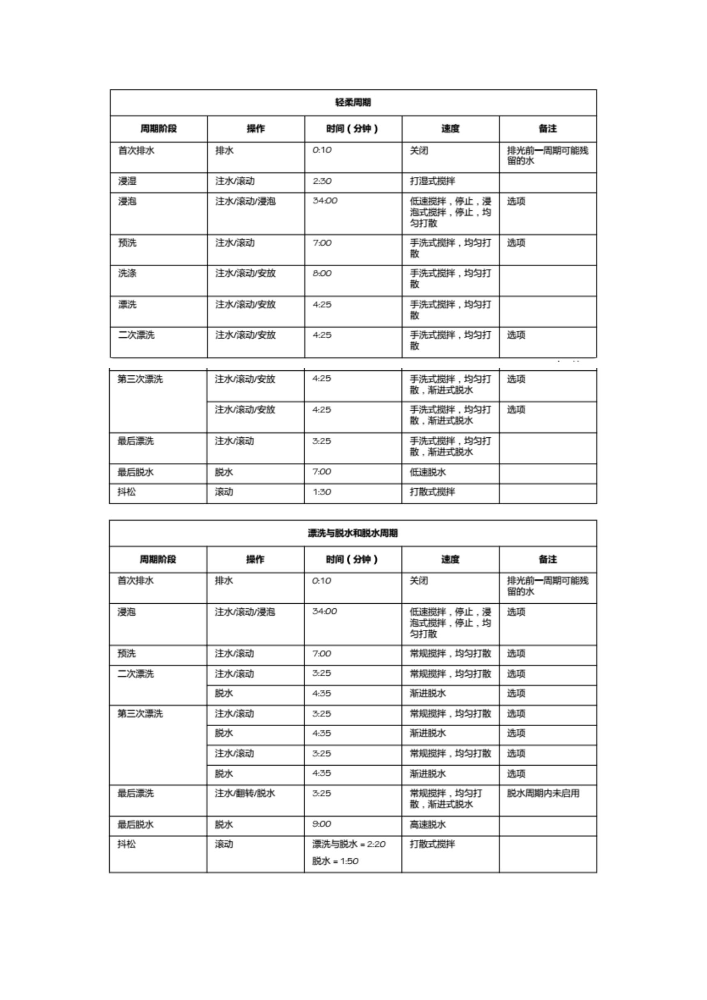 轻柔周期
周期阶段 操作 时间（分钟） 速度 备注
首次排水 排水 0:10 关闭 排光前一周期可能残
留的水
浸湿 注水/滚动 2:30 打湿式搅拌
浸泡 注水/滚动/浸泡 34:00 低速搅拌，停止，浸 选项
泡式搅拌，停止，均
匀打散
预洗 注水/滚动 7:00 手洗式搅拌，均匀打 选项
散
洗涤 注水/滚动/安放 8:00 手洗式搅拌，均匀打
散
漂洗 注水/滚动/安放 4:25 手洗式搅拌，均匀打
散
二次漂洗 注水/滚动/安放 4:25 手洗式搅拌，均匀打 选项
散
第三次漂洗 注水/滚动/安放 4:25 手洗式搅拌，均匀打 选项
散，渐进式脱水
注水/滚动/安放 4:25 手洗式搅拌，均匀打 选项
散，渐进式脱水
最后漂洗 注水/滚动 3:25 手洗式搅拌，均匀打
散，渐进式脱水
最后脱水 脱水 7:00 低速脱水
抖松 滚动 1:30 打散式搅拌
漂洗与脱水和脱水周期
周期阶段 操作 时间（分钟） 速度 备注
首次排水 排水 0:10 关闭 排光前一周期可能残
留的水
浸泡 注水/滚动/浸泡 34:00 低速搅拌，停止，浸 选项
泡式搅拌，停止，均
匀打散
预洗 注水/滚动 7:00 常规搅拌，均匀打散 选项
二次漂洗 注水/滚动 3:25 常规搅拌，均匀打散 选项
脱水 4:35 渐进脱水 选项
第三次漂洗 注水/滚动 3:25 常规搅拌，均匀打散 选项
脱水 4:35 渐进脱水 选项
注水/滚动 3:25 常规搅拌，均匀打散 选项
脱水 4:35 渐进脱水 选项
最后漂洗 注水/翻转/脱水 3:25 常规搅拌，均匀打 脱水周期内未启用
散，渐进式脱水
最后脱水 脱水 9:00 高速脱水
抖松 滚动 漂洗与脱水 = 2:20 打散式搅拌
脱水 = 1:50